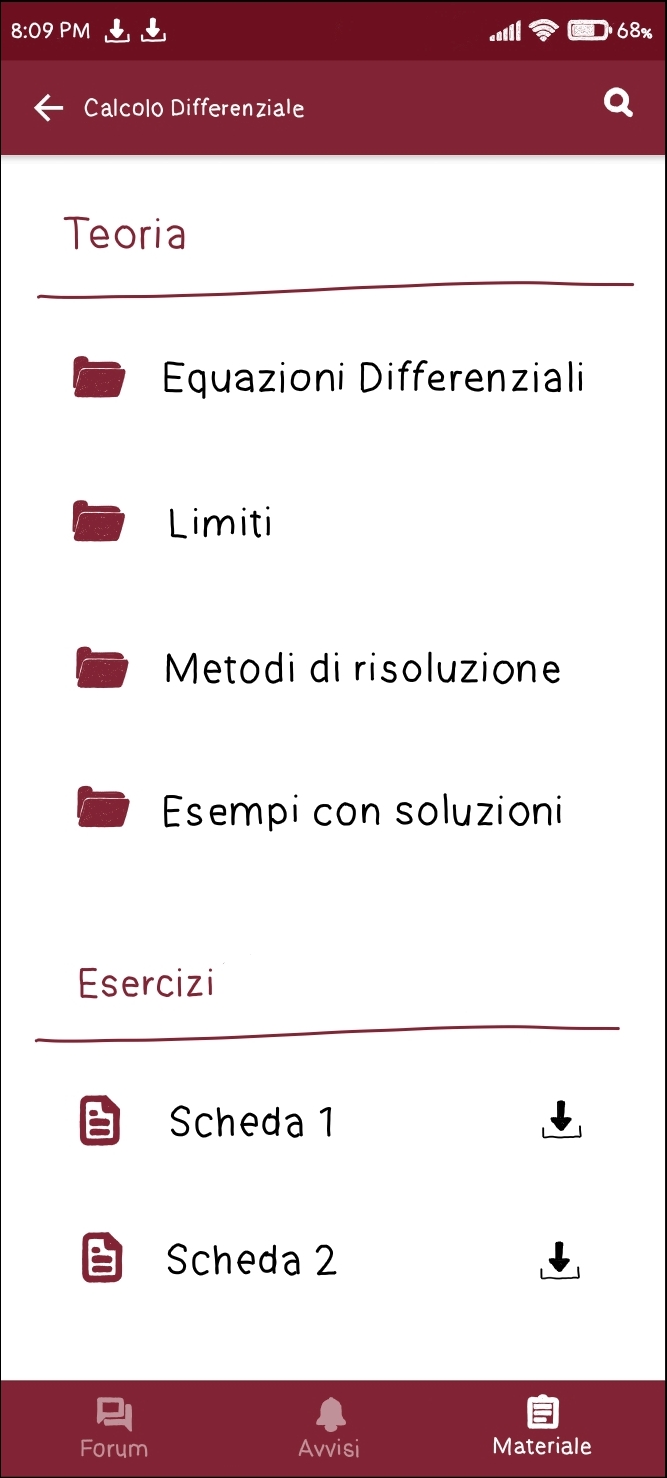 8:09 PM 68%
Calcolo Differenziale
Teoria
Equazioni Differenziali
Limiti
Metodi di risoluzione
Esempi con soluzioni
Esercizi
Scheda 1
Scheda 2
Forum Avvisi Materiale